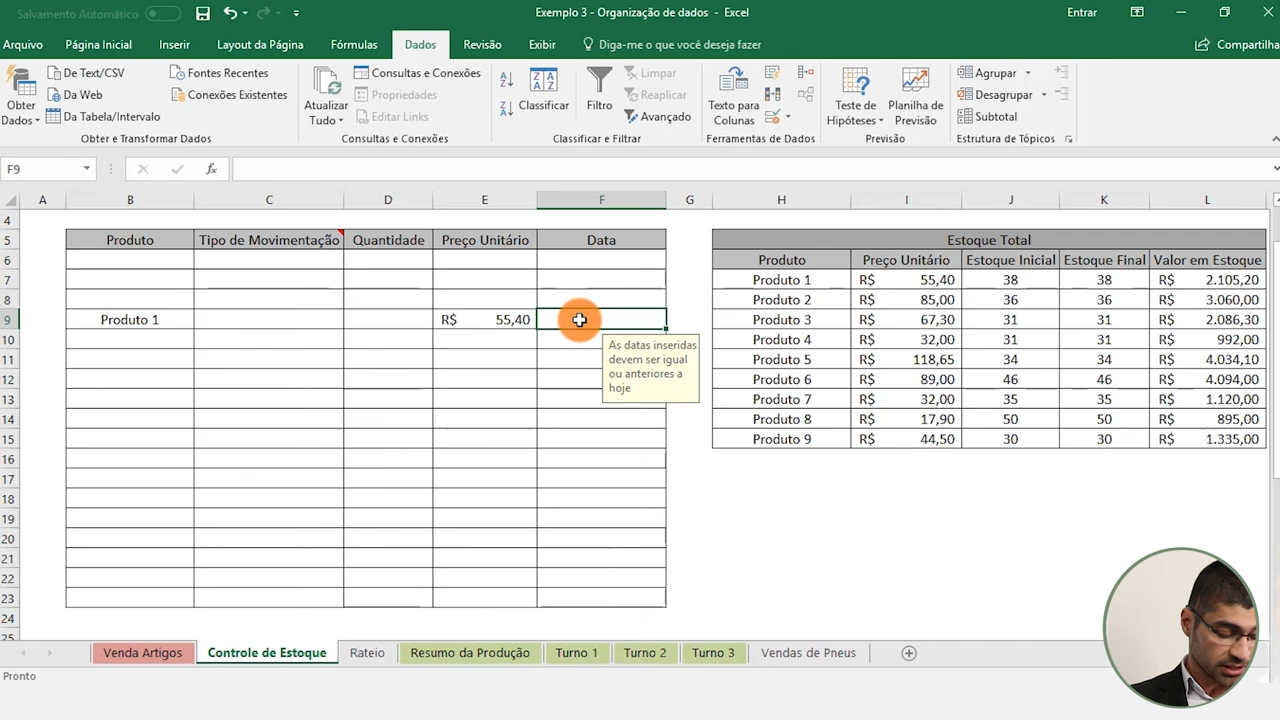 Salvamento Automático
Exemplo 3 - Organização de dados - Excel
Entrar
Arquivo Página Inicial Inserir Layout da Página Fórmulas Dados Revisão Exibir Diga-me o que você deseja fazer Compartilha
Obter Dados
De Text/CSV
Da Web
Da Tabela/Intervalo
Fontes Recentes
Conexões Existentes
Obter e Transformar Dados
Atualizar Tudo
Consultas e Conexões
Propriedades
Editar Links
Consultas e Conexões
Classificar
Filtro
Limpar
Reaplicar
Avançado
Classificar e Filtrar
Texto para Colunas
Ferramentas de Dados
Teste de Hipóteses
Planilha de Previsão
Previsão
Agrupar
Desagrupar
Subtotal
Estrutura de Tópicos
F9 fx
A B C D E F G H I J K L
4
5 Produto Tipo de Movimentação Quantidade Preço Unitário Data Estoque Total
6 Produto Preço Unitário Estoque Inicial Estoque Final Valor em Estoque
7 Produto 1 R$ 55,40 38 38 R$ 2.105,20
8 Produto 2 R$ 85,00 36 36 R$ 3.060,00
9 Produto 1 R$ 55,40 Produto 3 R$ 67,30 31 31 R$ 2.086,30
10 Produto 4 R$ 32,00 31 31 R$ 992,00
11 Produto 5 R$ 118,65 34 34 R$ 4.034,10
12 Produto 6 R$ 89,00 46 46 R$ 4.094,00
13 Produto 7 R$ 32,00 35 35 R$ 1.120,00
14 Produto 8 R$ 17,90 50 50 R$ 895,00
15 Produto 9 R$ 44,50 30 30 R$ 1.335,00
As datas inseridas
devem ser igual
ou anteriores a
hoje
16
17
18
19
20
21
22
23
24
25
Venda Artigos Controle de Estoque Rateio Resumo da Produção Turno 1 Turno 2 Turno 3 Vendas de Pneus
Pronto